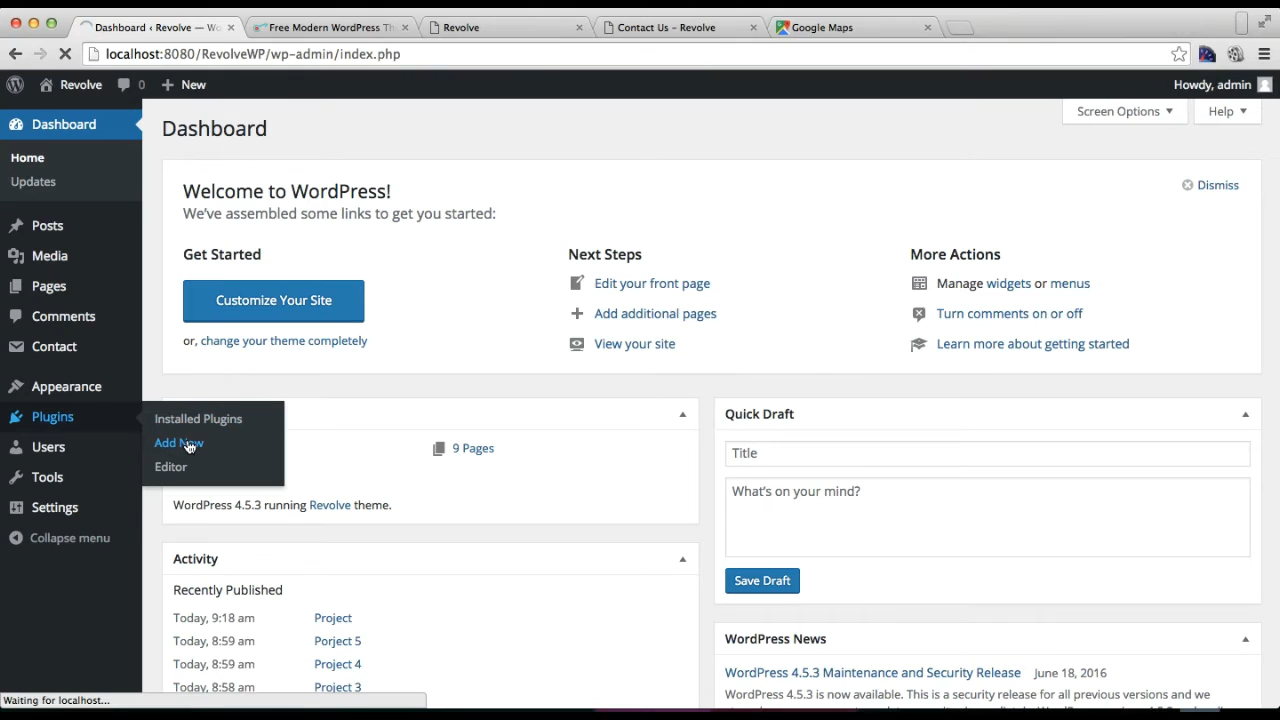 Dashboard ‹ Revolve — Wo
Free Modern WordPress Th
Revolve
Contact Us – Revolve
Google Maps
localhost:8080/RevolveWP/wp-admin/index.php
Revolve
0
New
Howdy, admin
Dashboard
Home
Updates
Posts
Media
Pages
Comments
Contact
Appearance
Plugins
Users
Tools
Settings
Collapse menu
Installed Plugins
Add New
Editor
Screen Options
Help
Dashboard
Welcome to WordPress!
We've assembled some links to get you started:
Dismiss
Get Started
Customize Your Site
or, change your theme completely
Next Steps
Edit your front page
Add additional pages
View your site
More Actions
Manage widgets or menus
Turn comments on or off
Learn more about getting started
9 Pages
WordPress 4.5.3 running Revolve theme.
Activity
Recently Published
Today, 9:18 am Project
Today, 8:59 am Porject 5
Today, 8:59 am Project 4
Today, 8:58 am Project 3
Quick Draft
Title
What's on your mind?
Save Draft
WordPress News
WordPress 4.5.3 Maintenance and Security Release June 18, 2016
WordPress 4.5.3 is now available. This is a security release for all previous versions and we
Waiting for localhost...